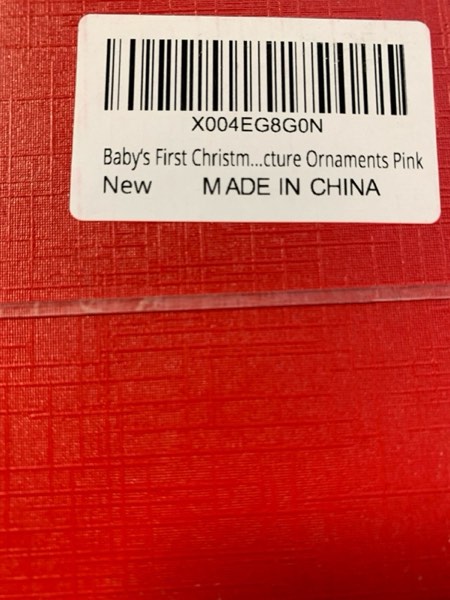 X004EG8G0N
Baby's First Christm...cture Ornaments Pink
New MADE IN CHINA